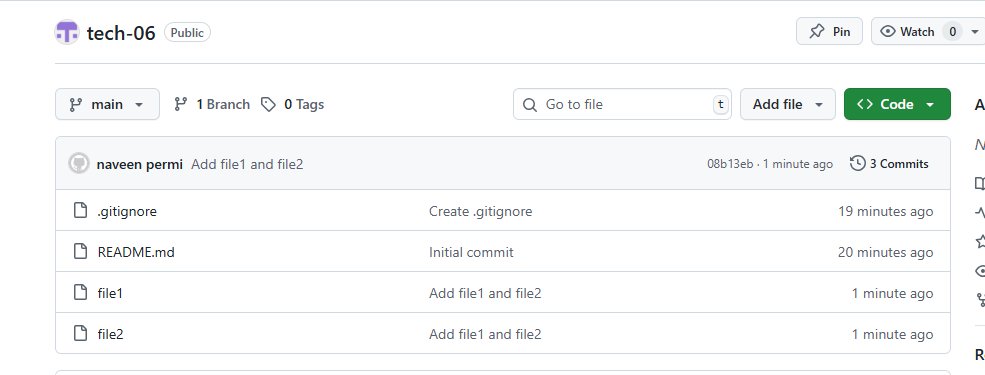 tech-06 Public Pin Watch 0
main 1 Branch 0 Tags Go to file t Add file Code
naveen permi Add file1 and file2 08b13eb · 1 minute ago 3 Commits
.gitignore Create .gitignore 19 minutes ago
README.md Initial commit 20 minutes ago
file1 Add file1 and file2 1 minute ago
file2 Add file1 and file2 1 minute ago